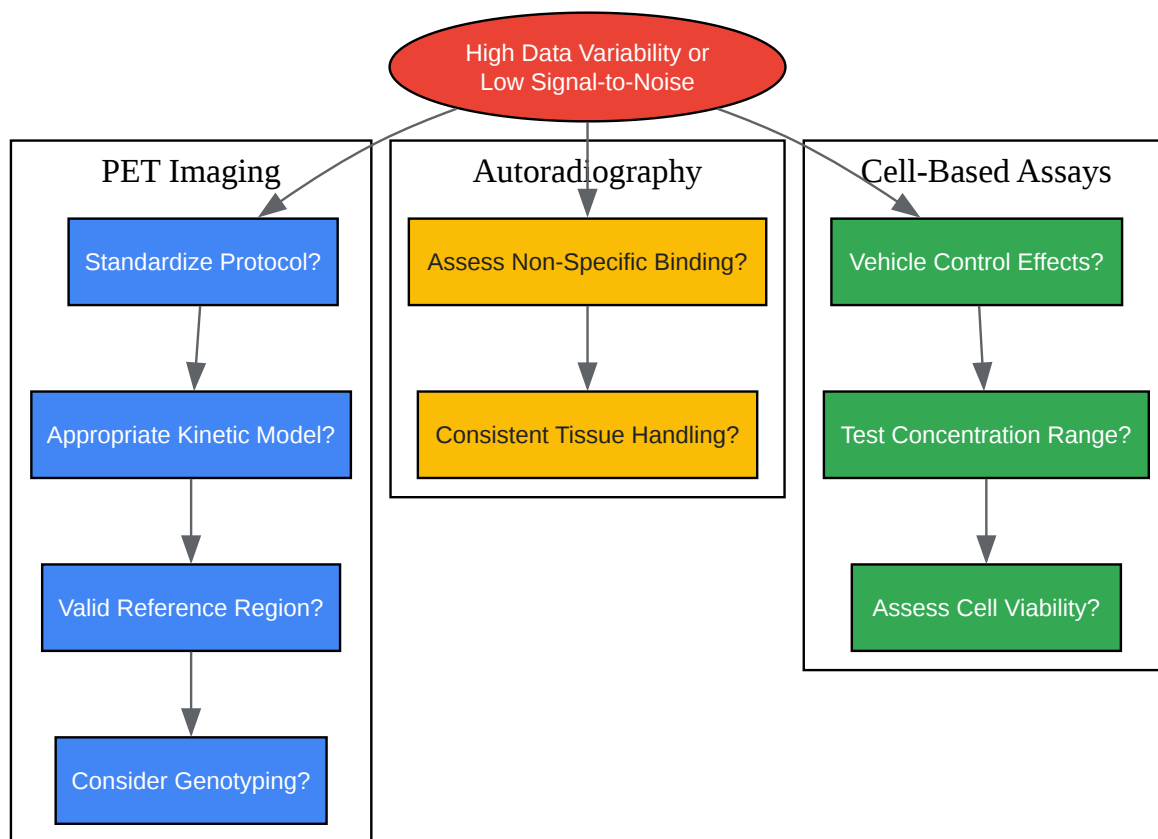 High Data Variability or
Low Signal-to-Noise
PET Imaging
Standardize Protocol?
Appropriate Kinetic Model?
Valid Reference Region?
Consider Genotyping?
Autoradiography
Assess Non-Specific Binding?
Consistent Tissue Handling?
Cell-Based Assays
Vehicle Control Effects?
Test Concentration Range?
Assess Cell Viability?